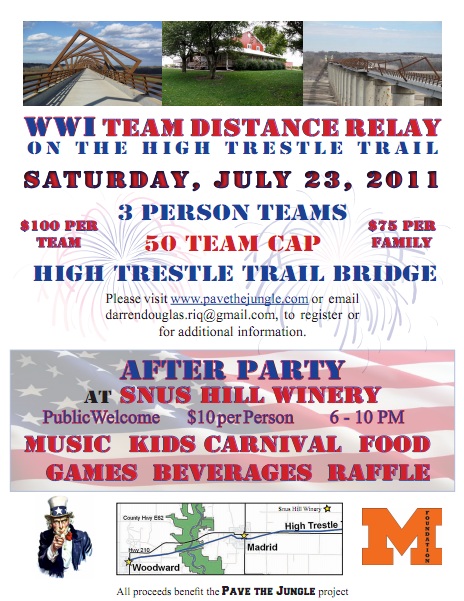 WWI TEAM DISTANCE RELAY
ON THE HIGH TRESTLE TRAIL
SATURDAY, JULY 23, 2011
3 PERSON TEAMS
$100 PER
TEAM
50 TEAM CAP
$75 PER
FAMILY
HIGH TRESTLE TRAIL BRIDGE
Please visit www.pavethejungle.com or email
darrendouglas.riq@gmail.com, to register or
for additional information.
AFTER PARTY
AT SNUS HILL WINERY
Public Welcome $10 per Person 6 - 10 PM
MUSIC KIDS CARNIVAL FOOD
GAMES BEVERAGES RAFFLE
Snus Hill Winery
County Hwy E62
High Trestle
Hwy 210
Madrid
Woodward
M
FOUNDATION
All proceeds benefit the PAVE THE JUNGLE project